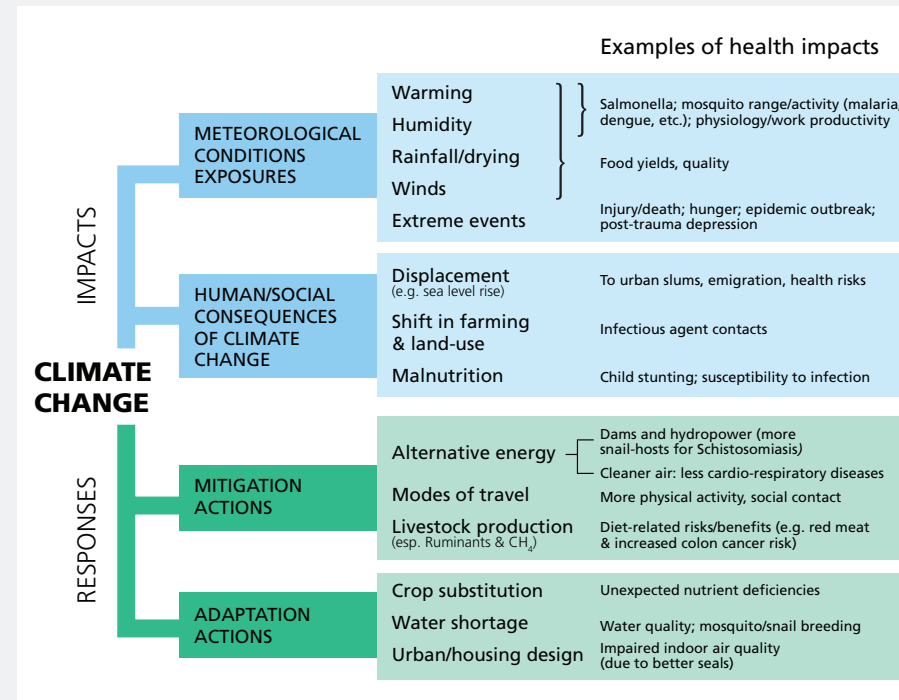 Examples of health impacts
IMPACTS
CLIMATE
CHANGE
RESPONSES
METEOROLOGICAL
CONDITIONS
EXPOSURES
Warming
Humidity
Rainfall/drying
Winds
Extreme events
Salmonella; mosquito range/activity (malaria,
dengue, etc.); physiology/work productivity
Food yields, quality
Injury/death; hunger; epidemic outbreak;
post-trauma depression
HUMAN/SOCIAL
CONSEQUENCES
OF CLIMATE
CHANGE
Displacement
(e.g. sea level rise)
To urban slums, emigration, health risks
Shift in farming
& land-use
Infectious agent contacts
Malnutrition
Child stunting; susceptibility to infection
MITIGATION
ACTIONS
Alternative energy
Dams and hydropower (more
snail-hosts for Schistosomiasis)
Cleaner air: less cardio-respiratory diseases
Modes of travel
More physical activity, social contact
Livestock production
(esp. Ruminants & CH₄)
Diet-related risks/benefits (e.g. red meat
& increased colon cancer risk)
ADAPTATION
ACTIONS
Crop substitution
Unexpected nutrient deficiencies
Water shortage
Water quality; mosquito/snail breeding
Urban/housing design
Impaired indoor air quality
(due to better seals)